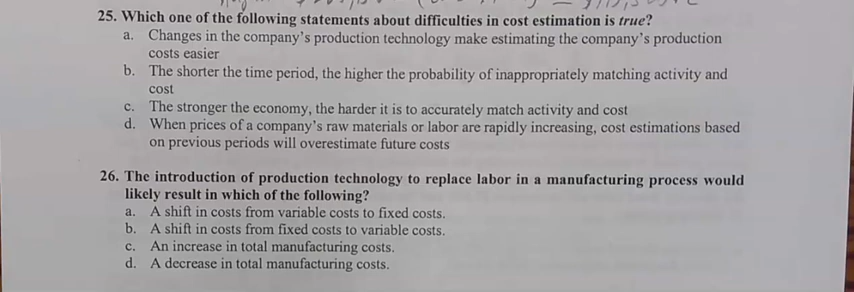 25. Which one of the following statements about difficulties in cost estimation is true?
a. Changes in the company's production technology make estimating the company's production
costs easier
b. The shorter the time period, the higher the probability of inappropriately matching activity and
cost
c. The stronger the economy, the harder it is to accurately match activity and cost
d. When prices of a company's raw materials or labor are rapidly increasing, cost estimations based
on previous periods will overestimate future costs
26. The introduction of production technology to replace labor in a manufacturing process would
likely result in which of the following?
a. A shift in costs from variable costs to fixed costs.
b. A shift in costs from fixed costs to variable costs.
c. An increase in total manufacturing costs.
d. A decrease in total manufacturing costs.